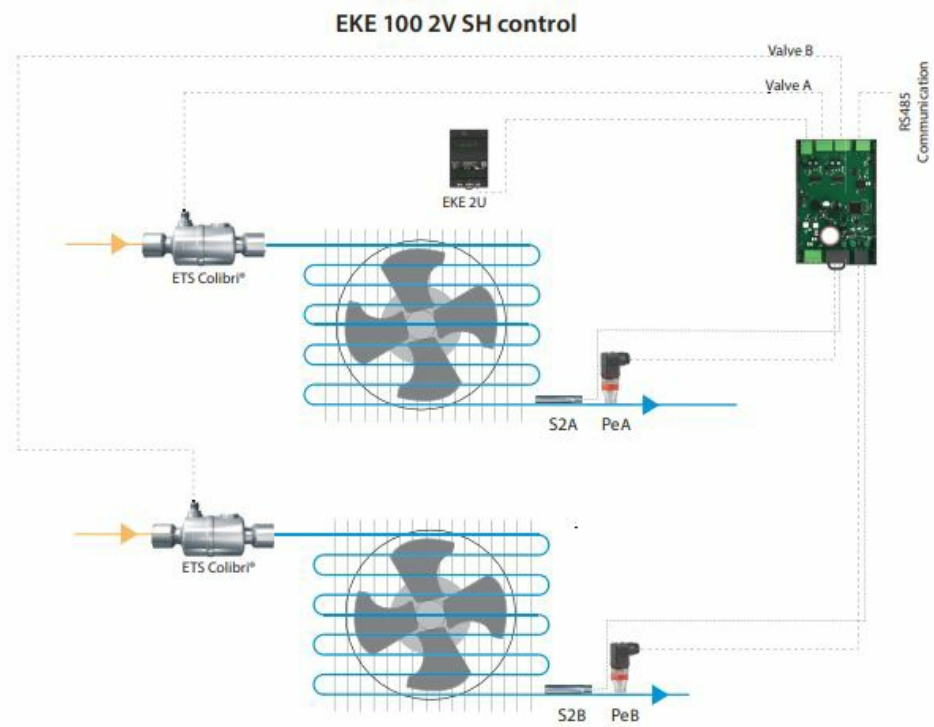 EKE 100 2V SH control
Valve B
Valve A
RS485
Communication
EKE 2U
ETS Colibri®
S2A
PeA
ETS Colibri®
S2B
PeB